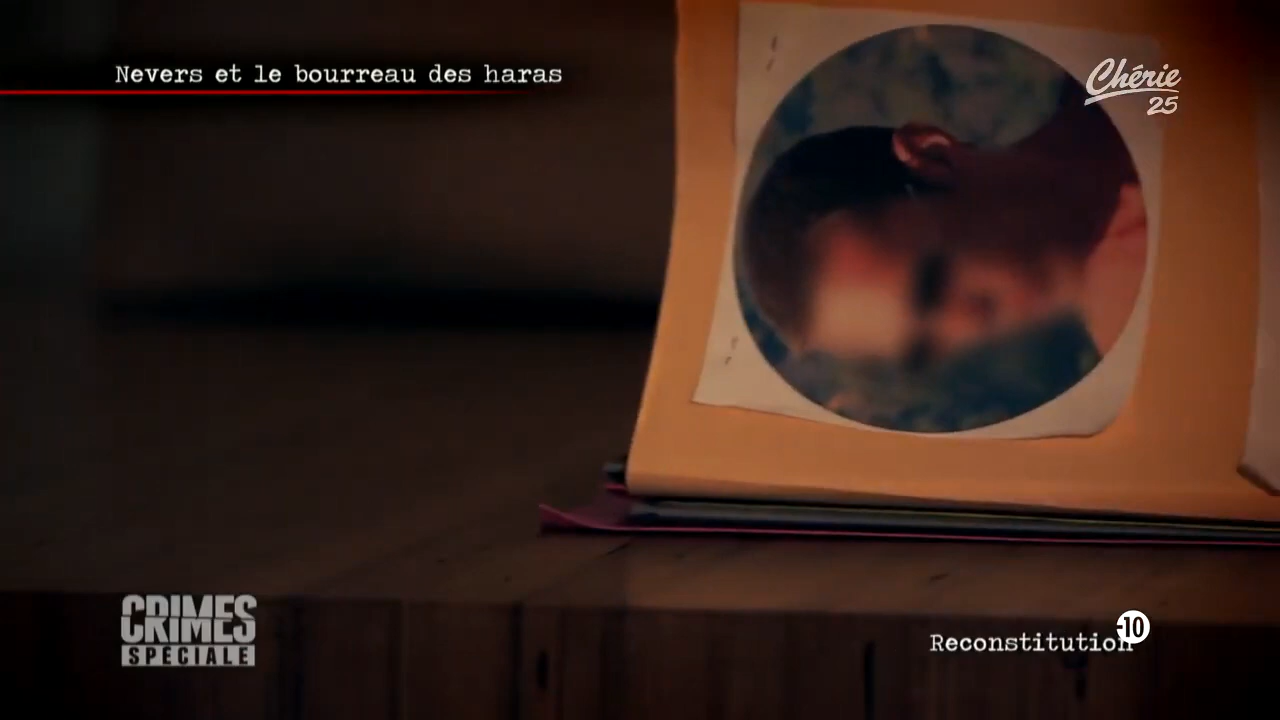 Nevers et le bourreau des haras
Chérie
25
CRIMES
SPÉCIALE
-10
Reconstitution